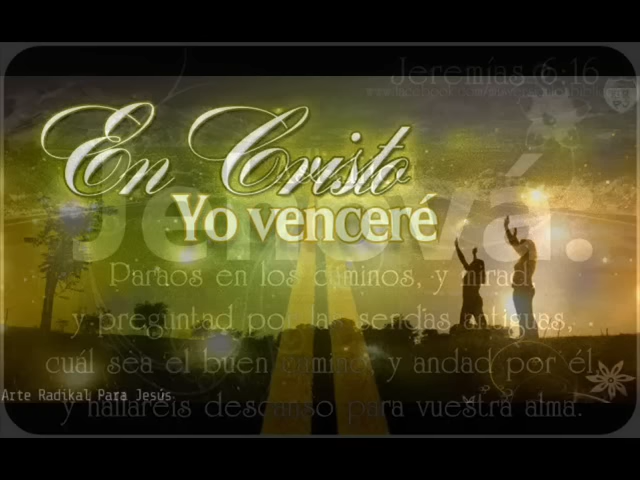 Jeremías 6:16
En Cristo
Yo venceré
Jehová.
Paraos en los caminos, y mirad
y preguntad por las sendas antiguas,
cuál sea el buen camino, y andad por él
Arte Radikal Para Jesús
y hallaréis descanso para vuestra alma.